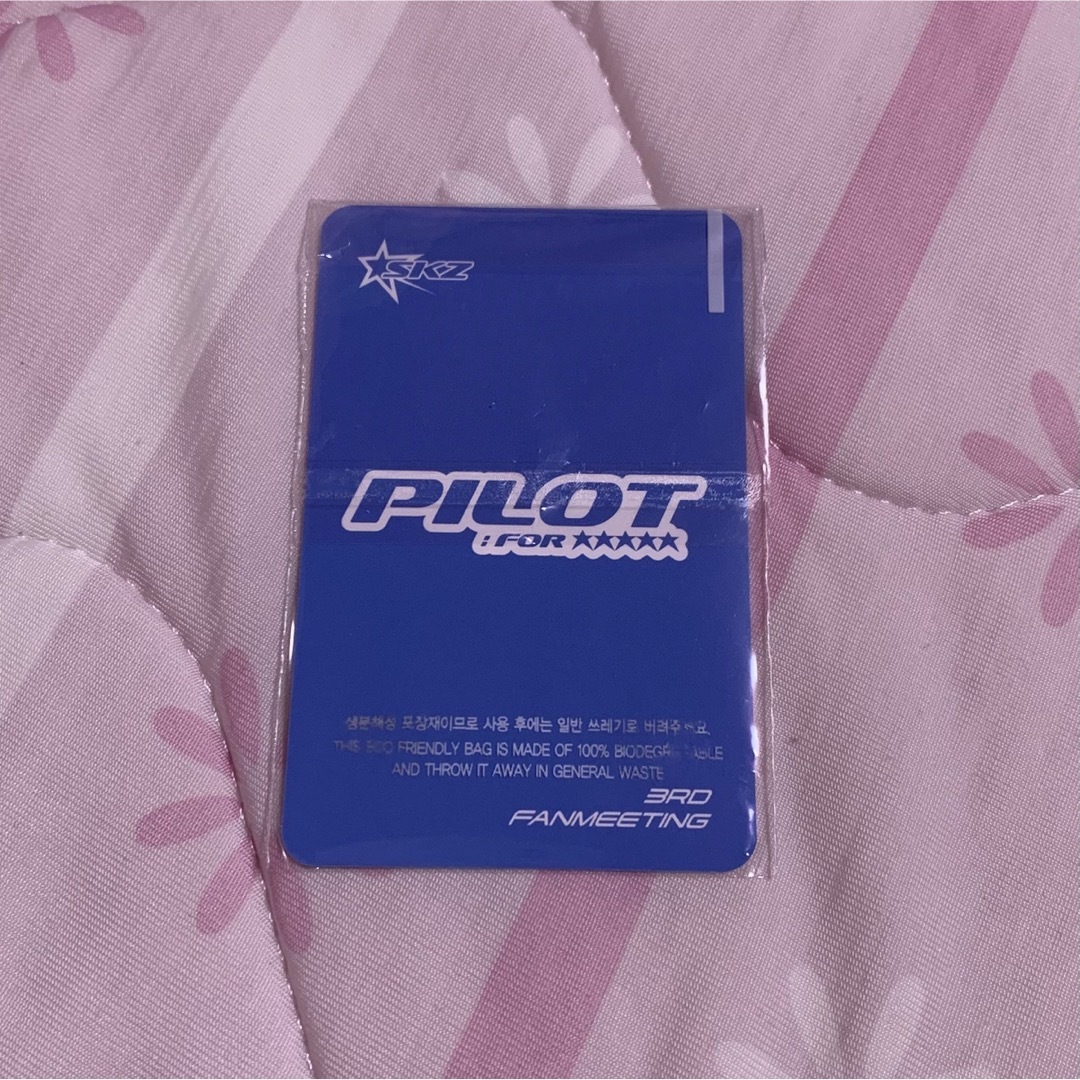 SKZ
PILOT
:FOR ★★★★★
생분해성 포장재이므로 사용 후에는 일반 쓰레기로 버려주세요.
THIS ECO FRIENDLY BAG IS MADE OF 100% BIODEGRADABLE
AND THROW IT AWAY IN GENERAL WASTE
3RD
FANMEETING